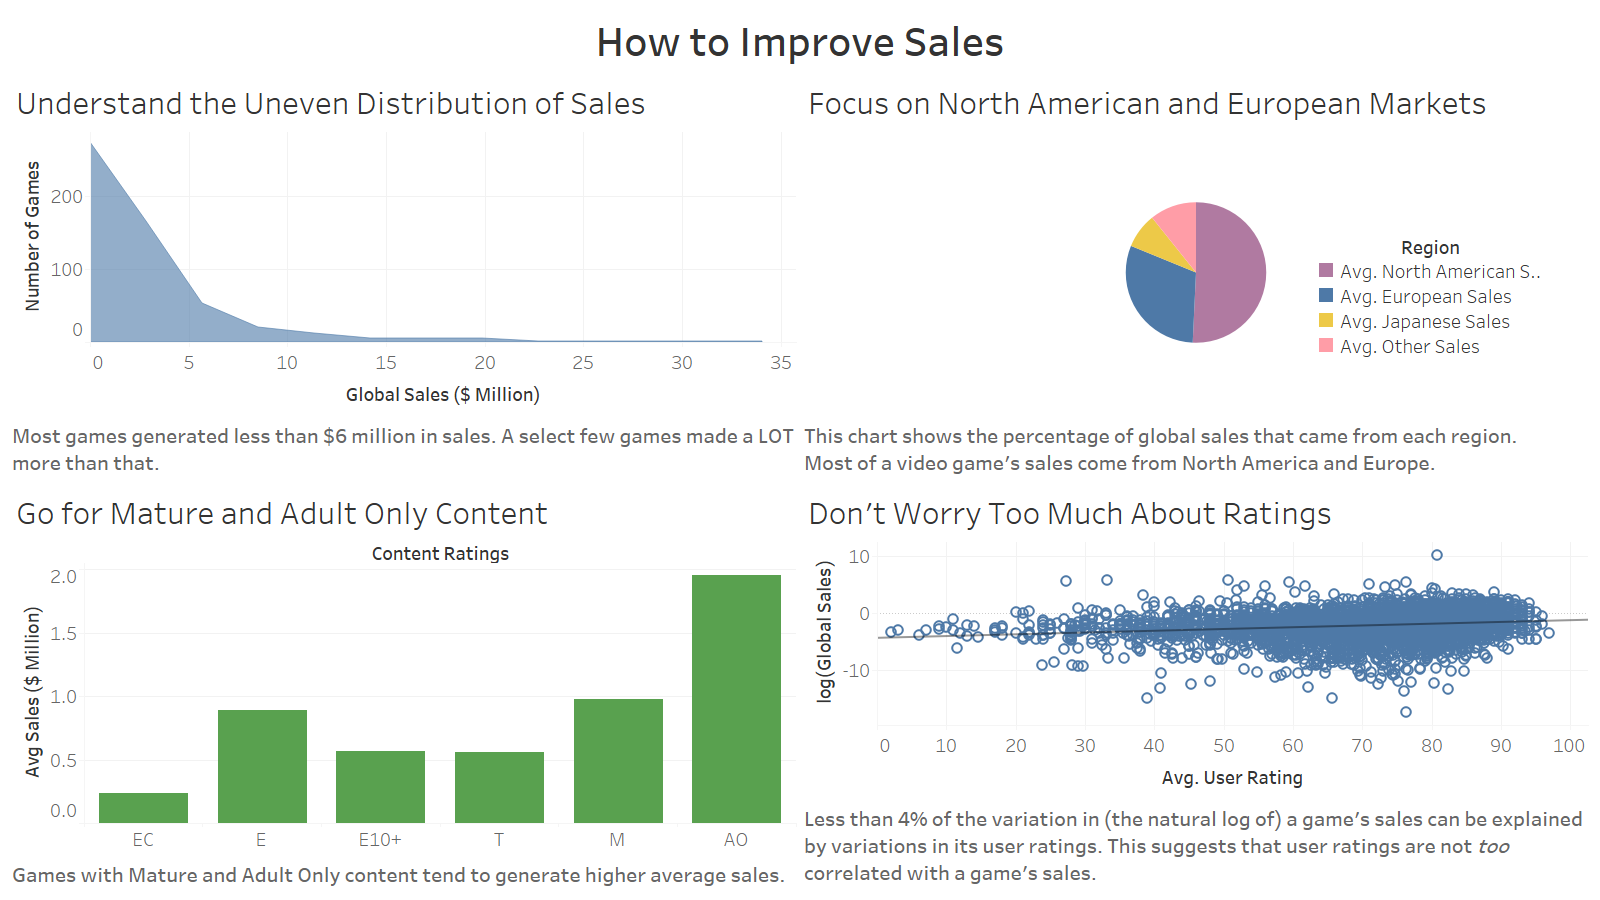 How to Improve Sales
Understand the Uneven Distribution of Sales
Number of Games
200
100
0
0 5 10 15 20 25 30 35
Global Sales ($ Million)
Most games generated less than $6 million in sales. A select few games made a LOT
more than that.
Focus on North American and European Markets
Region
Avg. North American S..
Avg. European Sales
Avg. Japanese Sales
Avg. Other Sales
This chart shows the percentage of global sales that came from each region.
Most of a video game's sales come from North America and Europe.
Go for Mature and Adult Only Content
Content Ratings
Avg Sales ($ Million)
2.0
1.5
1.0
0.5
0.0
EC E E10+ T M AO
Games with Mature and Adult Only content tend to generate higher average sales.
Don't Worry Too Much About Ratings
log(Global Sales)
10
0
-10
0 10 20 30 40 50 60 70 80 90 100
Avg. User Rating
Less than 4% of the variation in (the natural log of) a game's sales can be explained
by variations in its user ratings. This suggests that user ratings are not too
correlated with a game's sales.